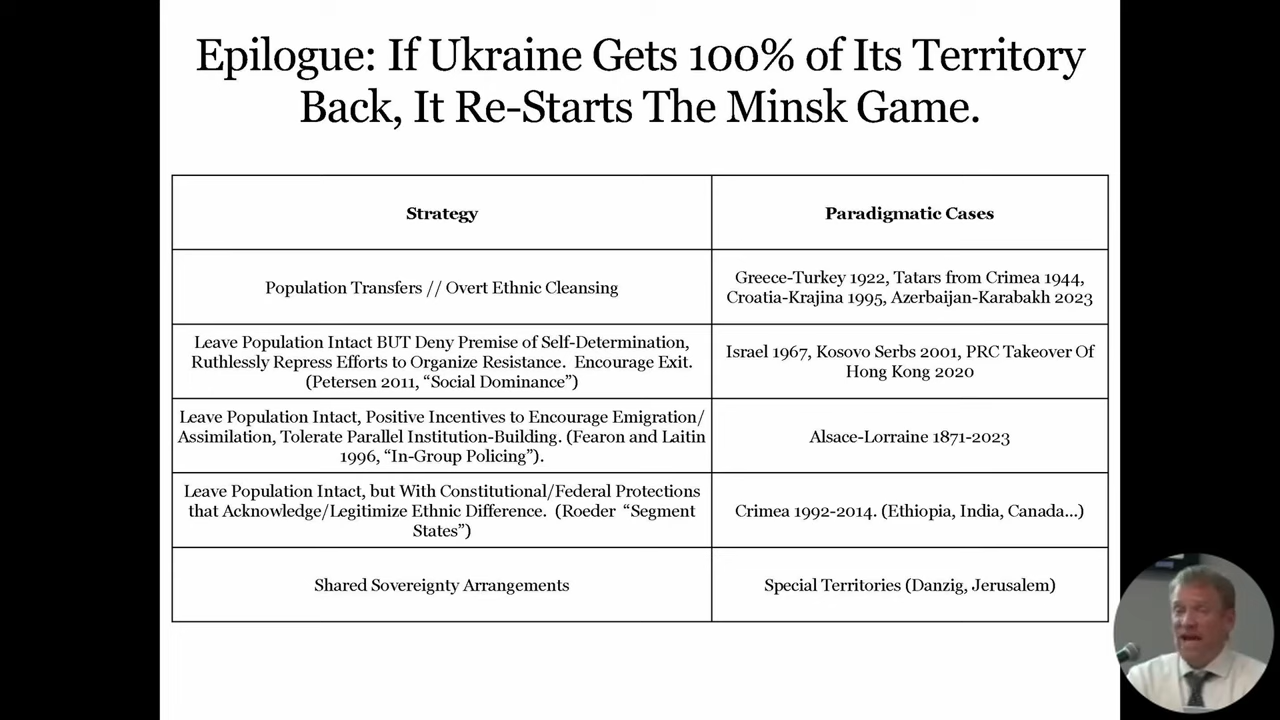 Epilogue: If Ukraine Gets 100% of Its Territory
Back, It Re-Starts The Minsk Game.
Strategy
Paradigmatic Cases
Population Transfers // Overt Ethnic Cleansing
Greece-Turkey 1922, Tatars from Crimea 1944,
Croatia-Krajina 1995, Azerbaijan-Karabakh 2023
Leave Population Intact BUT Deny Premise of Self-Determination,
Ruthlessly Repress Efforts to Organize Resistance. Encourage Exit.
(Petersen 2011, “Social Dominance”)
Israel 1967, Kosovo Serbs 2001, PRC Takeover Of
Hong Kong 2020
Leave Population Intact, Positive Incentives to Encourage Emigration/
Assimilation, Tolerate Parallel Institution-Building. (Fearon and Laitin
1996, “In-Group Policing”).
Alsace-Lorraine 1871-2023
Leave Population Intact, but With Constitutional/Federal Protections
that Acknowledge/Legitimize Ethnic Difference. (Roeder “Segment
States”)
Crimea 1992-2014. (Ethiopia, India, Canada...)
Shared Sovereignty Arrangements
Special Territories (Danzig, Jerusalem)